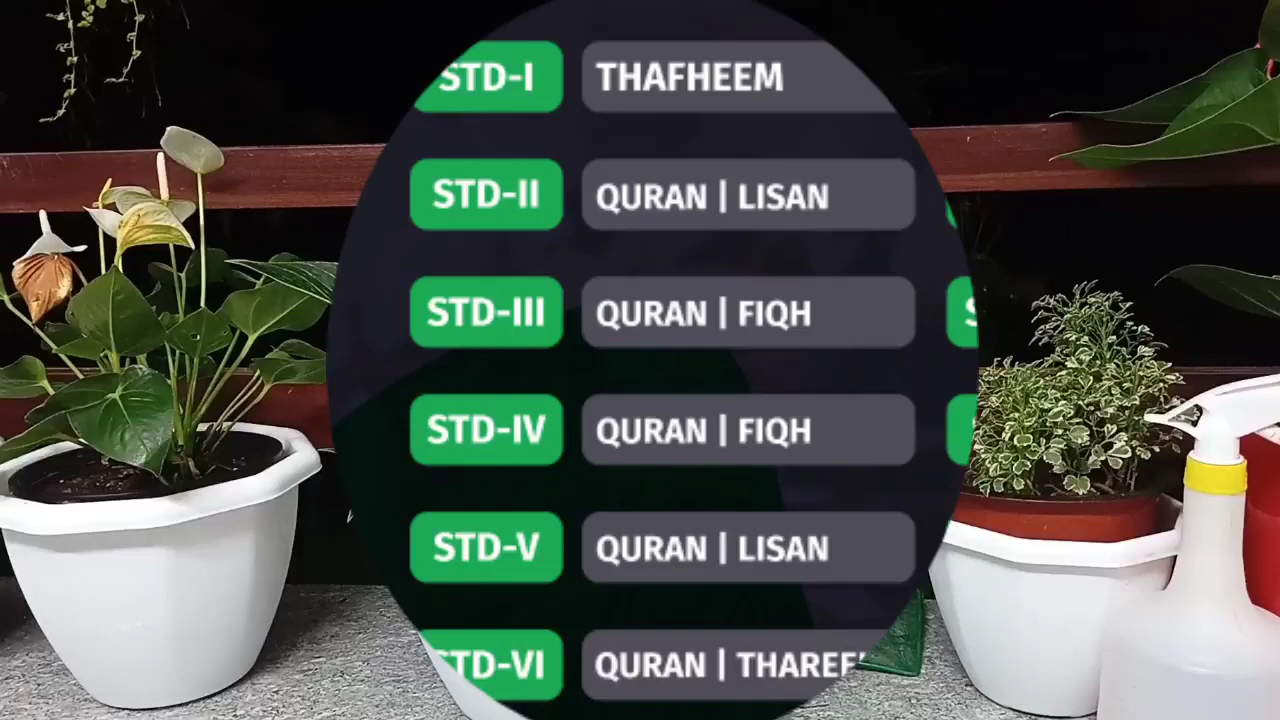 STD-I THAFHEEM
STD-II QURAN | LISAN
STD-III QURAN | FIQH
STD-IV QURAN | FIQH
STD-V QURAN | LISAN
STD-VI QURAN |